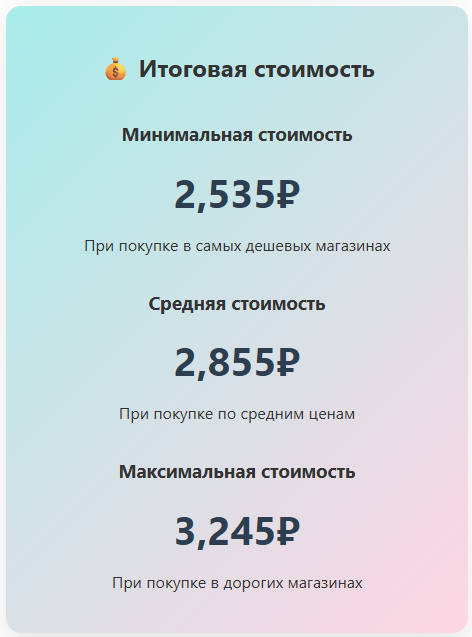 💰 Итоговая стоимость
Минимальная стоимость
2,535₽
При покупке в самых дешевых магазинах
Средняя стоимость
2,855₽
При покупке по средним ценам
Максимальная стоимость
3,245₽
При покупке в дорогих магазинах